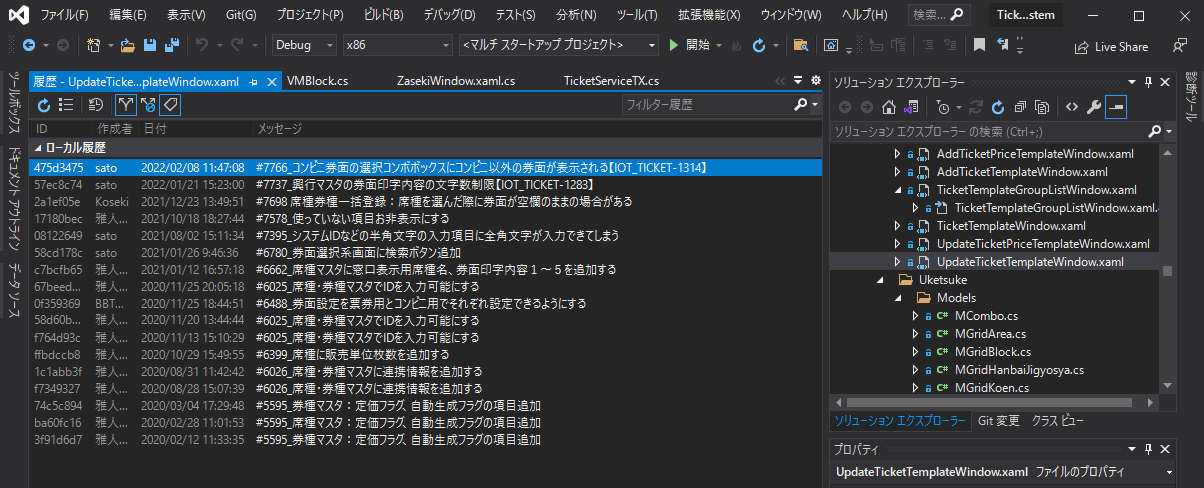 ファイル(F) 編集(E) 表示(V) Git(G) プロジェクト(P) ビルド(B) デバッグ(D) テスト(S) 分析(N) ツール(T) 拡張機能(X) ウィンドウ(W) ヘルプ(H) 検索... Tick...stem
Debug x86 <マルチ スタートアップ プロジェクト> 開始 Live Share
ツールボックス
ドキュメント アウトライン
データ ソース
履歴 - UpdateTicke...plateWindow.xaml VMBlock.cs ZasekiWindow.xaml.cs TicketServiceTX.cs
フィルター履歴
ID 作成者 日付 メッセージ
ローカル履歴
475d3475 sato 2022/02/08 11:47:08 #7766_コンビニ券面の選択コンボボックスにコンビニ以外の券面が表示される【IOT_TICKET-1314】
57ec8c74 sato 2022/01/21 15:23:00 #7737_興行マスタの券面印字内容の文字数制限【IOT_TICKET-1283】
2a1ef05e Koseki 2021/12/23 13:49:51 #7698 席種券種一括登録：席種を選んだ際に券面が空欄のままの場合がある
17180bec 雅人... 2021/10/18 18:27:44 #7578_使っていない項目お非表示にする
08122649 sato 2021/08/02 15:11:34 #7395_システムIDなどの半角文字の入力項目に全角文字が入力できてしまう
58cd178c sato 2021/01/26 9:46:36 #6780_券面選択系画面に検索ボタン追加
c7bcfb65 雅人... 2021/01/12 16:57:18 #6662_席種マスタに窓口表示用席種名、券面印字内容１～５を追加する
67beed... 雅人... 2020/11/25 20:05:18 #6025_席種・券種マスタでIDを入力可能にする
0f359369 BBT... 2020/11/25 18:44:51 #6488_券面設定を票券用とコンビニ用でそれぞれ設定できるようにする
58d60b... 雅人... 2020/11/20 13:44:44 #6025_席種・券種マスタでIDを入力可能にする
f764d93c 雅人... 2020/11/13 15:10:29 #6025_席種・券種マスタでIDを入力可能にする
ffbdccb8 雅人... 2020/10/29 15:49:55 #6399_席種に販売単位枚数を追加する
1c1abb3f 雅人... 2020/08/31 11:42:42 #6026_席種・券種マスタに連携情報を追加する
f7349327 雅人... 2020/08/28 15:07:39 #6026_席種・券種マスタに連携情報を追加する
74c5c894 雅人... 2020/03/04 17:29:48 #5595_券種マスタ：定価フラグ、自動生成フラグの項目追加
ba60fc16 雅人... 2020/02/28 11:01:53 #5595_券種マスタ：定価フラグ、自動生成フラグの項目追加
3f91d6d7 雅人... 2020/02/12 11:33:35 #5595_券種マスタ：定価フラグ、自動生成フラグの項目追加
ソリューション エクスプローラー
ソリューション エクスプローラー の検索 (Ctrl+;)
AddTicketPriceTemplateWindow.xaml
AddTicketTemplateWindow.xaml
TicketTemplateGroupListWindow.xaml
TicketTemplateGroupListWindow.xaml.
TicketTemplateWindow.xaml
UpdateTicketPriceTemplateWindow.xaml
UpdateTicketTemplateWindow.xaml
Uketsuke
Models
MCombo.cs
MGridArea.cs
MGridBlock.cs
MGridHanbaiJigyosya.cs
MGridKoen.cs
ソリューション エクスプローラー Git 変更 クラス ビュー
プロパティ
UpdateTicketTemplateWindow.xaml ファイルのプロパティ
診断ツール